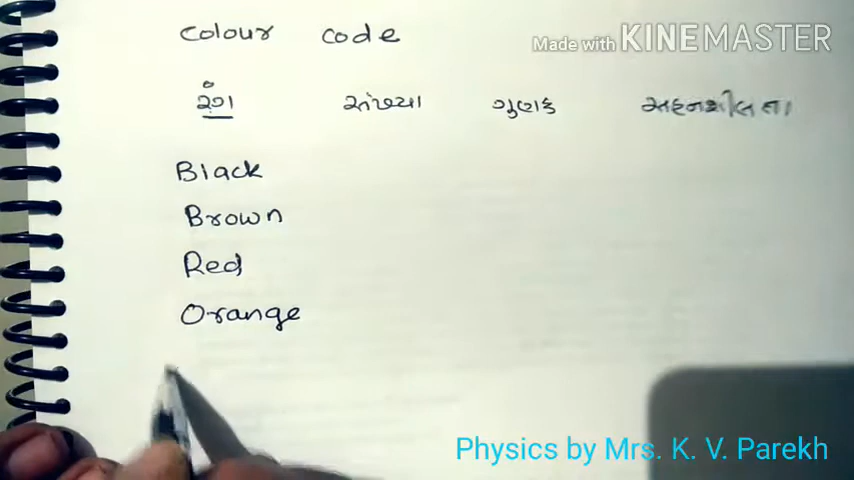 Colour code
Made with KINEMASTER
રંગ સંખ્યા ગુણક સહનશીલતા
Black
Brown
Red
Orange
Physics by Mrs. K. V. Parekh